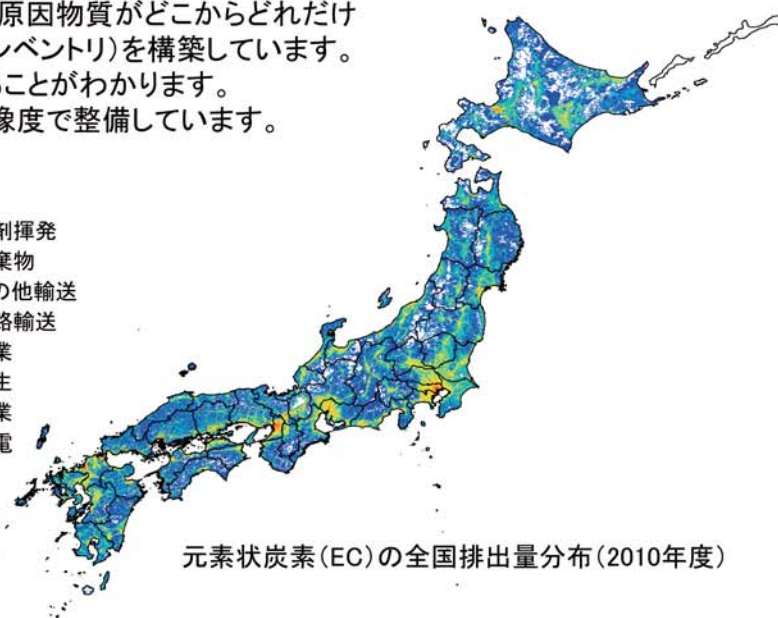 原因物質がどこからどれだけ
ンベントリ)を構築しています。
ことがわかります。
像度で整備しています。
剤揮発
棄物
の他輸送
路輸送
業
生
業
電
元素状炭素(EC)の全国排出量分布(2010年度)